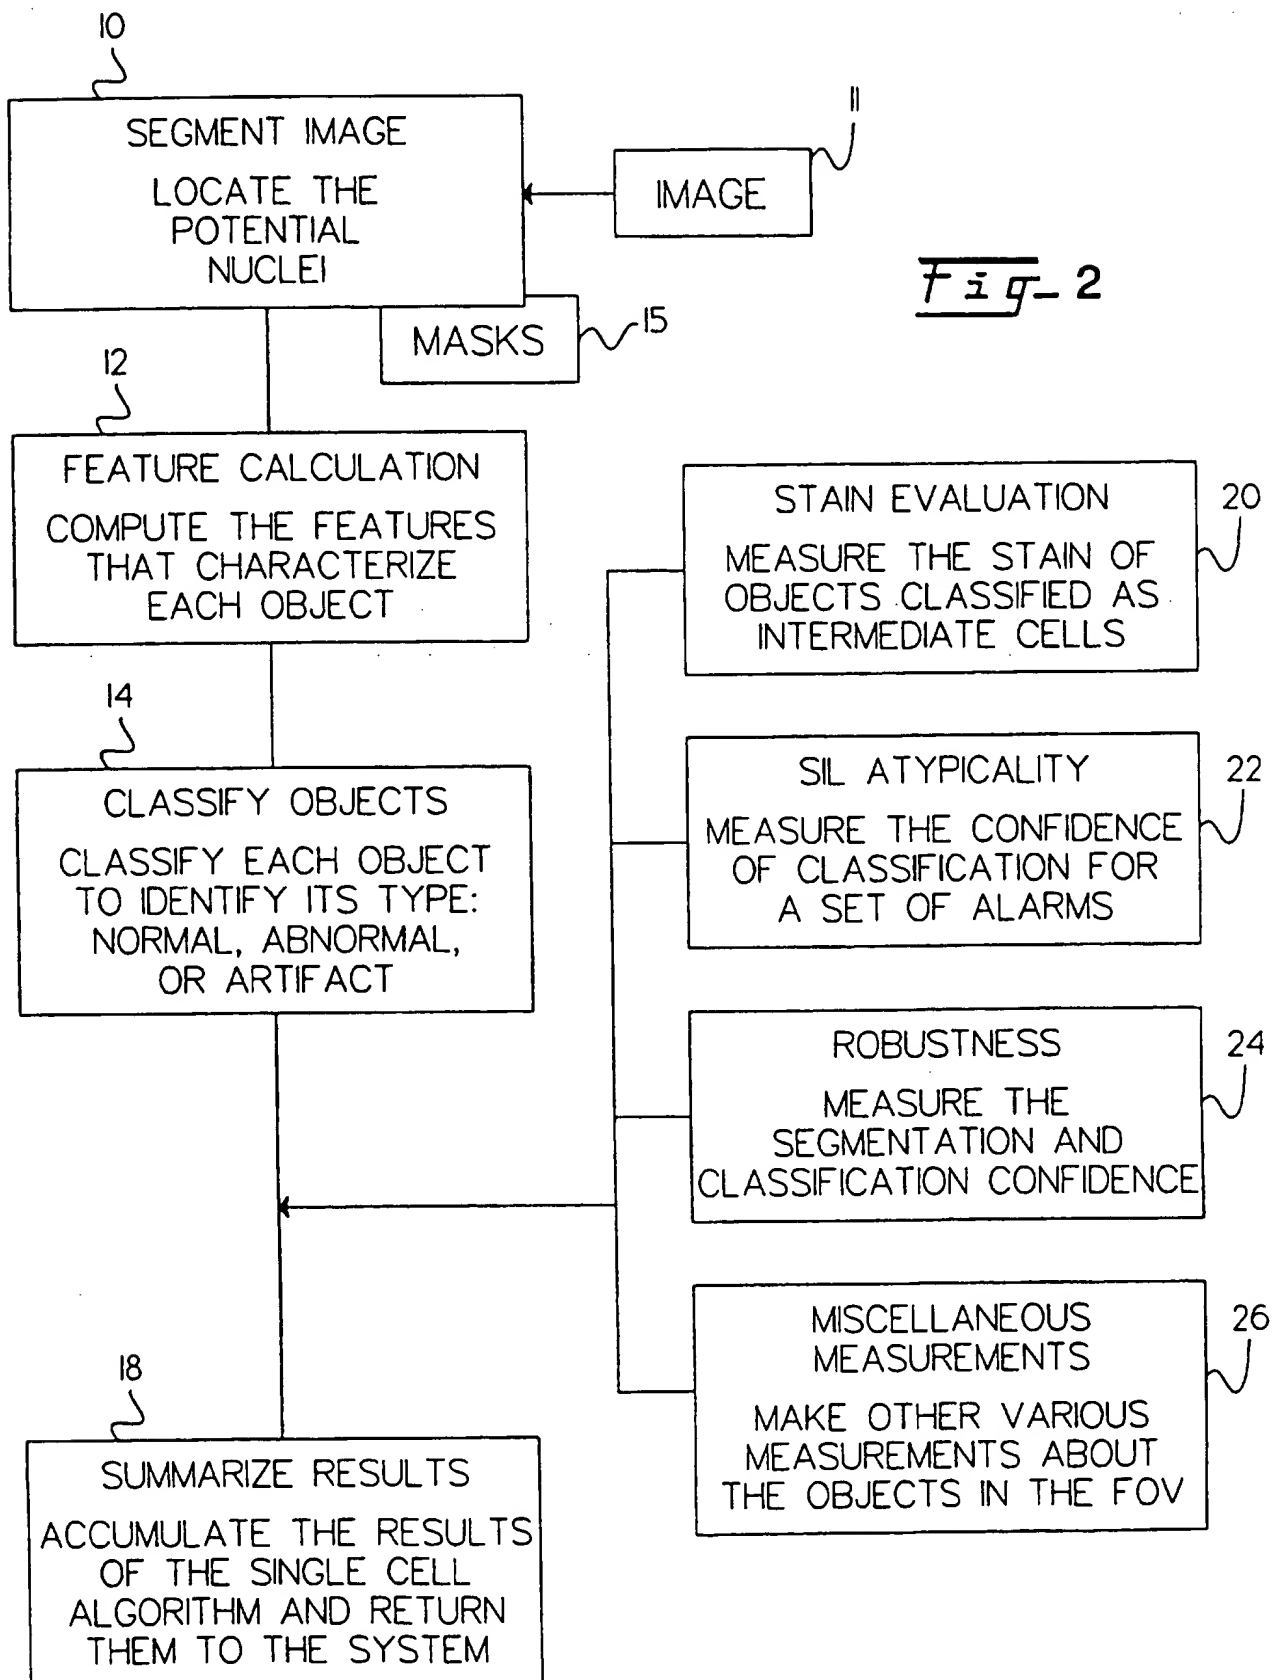 10
SEGMENT IMAGE
LOCATE THE
POTENTIAL
NUCLEI
11
IMAGE
Fig- 2
MASKS
15
12
FEATURE CALCULATION
COMPUTE THE FEATURES
THAT CHARACTERIZE
EACH OBJECT
14
CLASSIFY OBJECTS
CLASSIFY EACH OBJECT
TO IDENTIFY ITS TYPE:
NORMAL, ABNORMAL,
OR ARTIFACT
STAIN EVALUATION
MEASURE THE STAIN OF
OBJECTS CLASSIFIED AS
INTERMEDIATE CELLS
20
SIL ATYPICALITY
MEASURE THE CONFIDENCE
OF CLASSIFICATION FOR
A SET OF ALARMS
22
ROBUSTNESS
MEASURE THE
SEGMENTATION AND
CLASSIFICATION CONFIDENCE
24
MISCELLANEOUS
MEASUREMENTS
MAKE OTHER VARIOUS
MEASUREMENTS ABOUT
THE OBJECTS IN THE FOV
26
18
SUMMARIZE RESULTS
ACCUMULATE THE RESULTS
OF THE SINGLE CELL
ALGORITHM AND RETURN
THEM TO THE SYSTEM